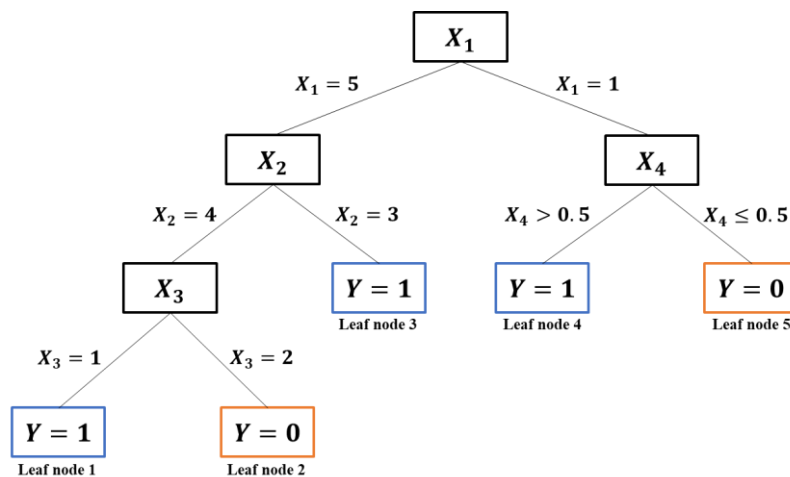 X₁
X₁ = 5
X₁ = 1
X₂
X₄
X₂ = 4
X₂ = 3
X₄ > 0.5
X₄ ≤ 0.5
X₃
Y = 1
Y = 1
Y = 0
Leaf node 3
Leaf node 4
Leaf node 5
X₃ = 1
X₃ = 2
Y = 1
Y = 0
Leaf node 1
Leaf node 2